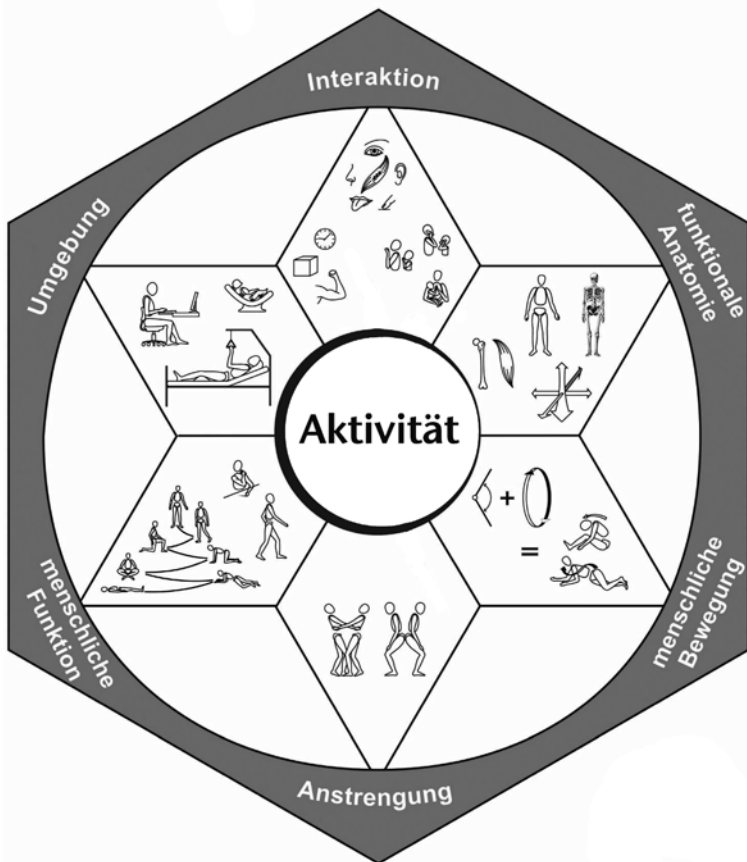 Interaktion
funktionale
Anatomie
menschliche
Bewegung
Anstrengung
menschliche
Funktion
Umgebung
Aktivität
+
=